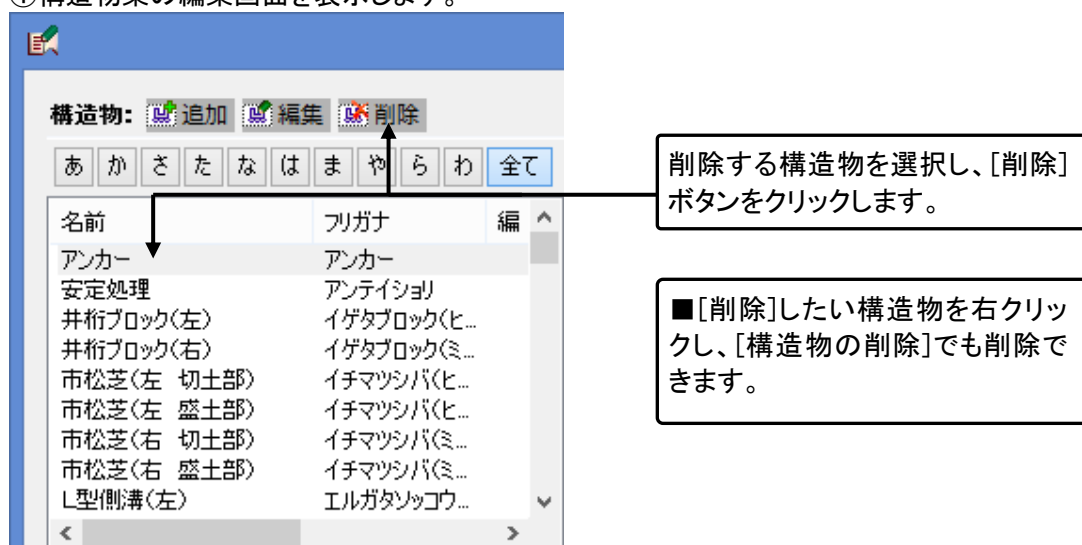 ①構造物集の編集画面を表示します。
構造物: 追加 編集 削除
あ か さ た な は ま や ら わ 全て
名前 フリガナ 編
アンカー アンカー
安定処理 アンテイショリ
井桁ブロック(左) イゲタブロック(ヒ...
井桁ブロック(右) イゲタブロック(ミ...
市松芝(左 切土部) イチマツシバ(ヒ...
市松芝(左 盛土部) イチマツシバ(ヒ...
市松芝(右 切土部) イチマツシバ(ミ...
市松芝(右 盛土部) イチマツシバ(ミ...
L型側溝(左) エルガタソッコウ...
削除する構造物を選択し、[削除]
ボタンをクリックします。
■[削除]したい構造物を右クリッ
クし、[構造物の削除]でも削除で
きます。